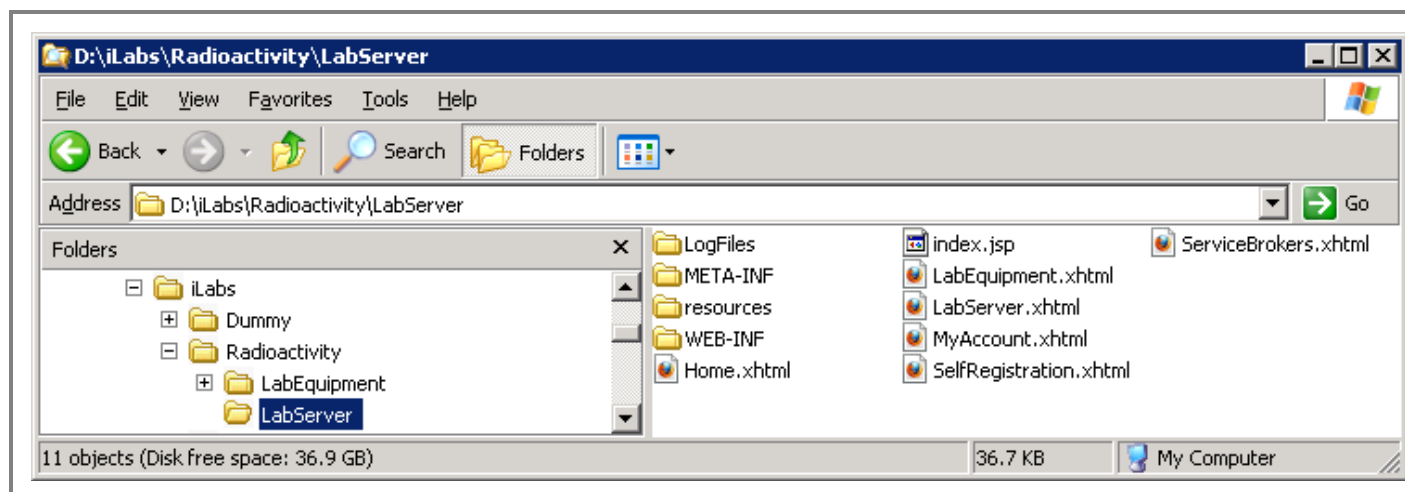 D:\iLabs\Radioactivity\LabServer
File Edit View Favorites Tools Help
Back Search Folders
Address D:\iLabs\Radioactivity\LabServer Go
Folders
iLabs
Dummy
Radioactivity
LabEquipment
LabServer
LogFiles
META-INF
resources
WEB-INF
Home.xhtml
index.jsp
LabEquipment.xhtml
LabServer.xhtml
MyAccount.xhtml
SelfRegistration.xhtml
ServiceBrokers.xhtml
11 objects (Disk free space: 36.9 GB) 36.7 KB My Computer